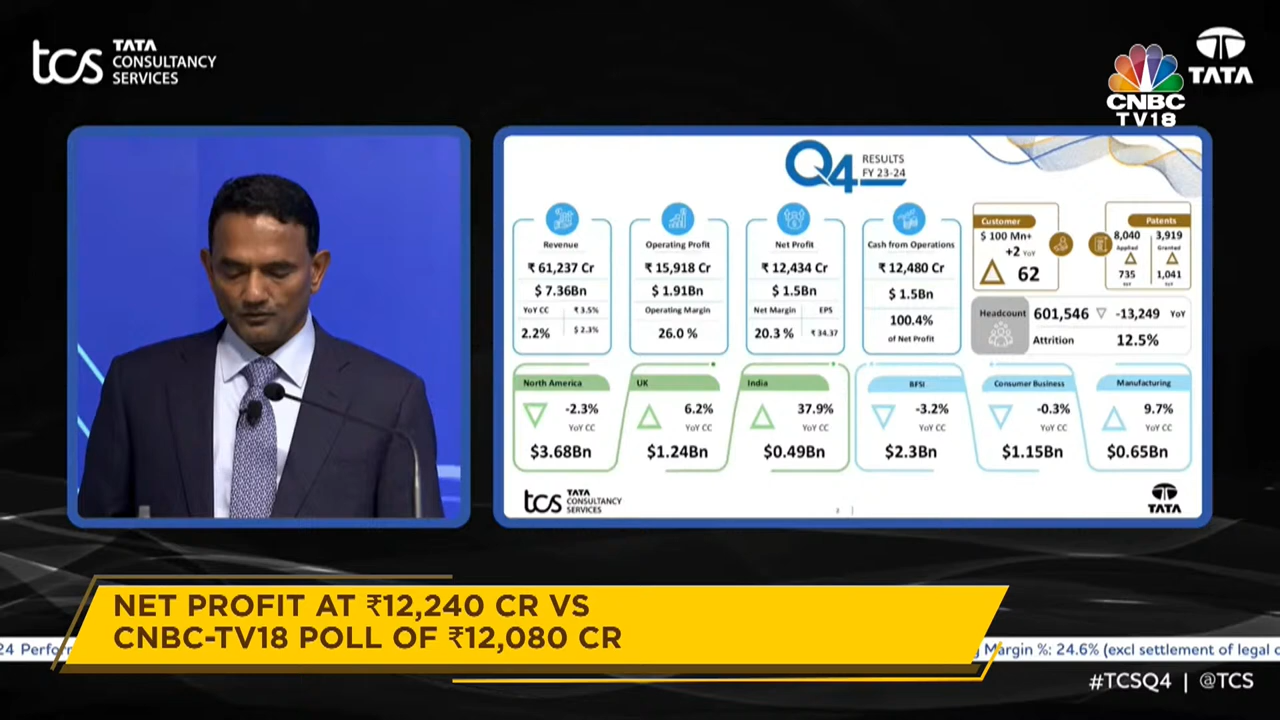 tcs TATA
CONSULTANCY
SERVICES
CNBC
TV18
TATA
Q4 RESULTS
FY 23-24
Revenue
₹ 61,237 Cr
$ 7.36Bn
YoY CC ₹ 3.5%
2.2% $ 2.3%
Operating Profit
₹ 15,918 Cr
$ 1.91Bn
Operating Margin
26.0 %
Net Profit
₹ 12,434 Cr
$ 1.5Bn
Net Margin EPS
20.3 % ₹ 34.37
Cash from Operations
₹ 12,480 Cr
$ 1.5Bn
100.4%
of Net Profit
Customer
$ 100 Mn+
+2 YoY
62
Patents
8,040 3,919
Applied Granted
735 1,041
YoY YoY
Headcount 601,546 -13,249 YoY
Attrition 12.5%
North America
-2.3%
YoY CC
$3.68Bn
UK
6.2%
YoY CC
$1.24Bn
India
37.9%
YoY CC
$0.49Bn
BFSI
-3.2%
YoY CC
$2.3Bn
Consumer Business
-0.3%
YoY CC
$1.15Bn
Manufacturing
9.7%
YoY CC
$0.65Bn
tcs TATA
CONSULTANCY
SERVICES
2
TATA
NET PROFIT AT ₹12,240 CR VS
CNBC-TV18 POLL OF ₹12,080 CR
Margin %: 24.6% (excl settlement of legal
#TCSQ4 | @TCS